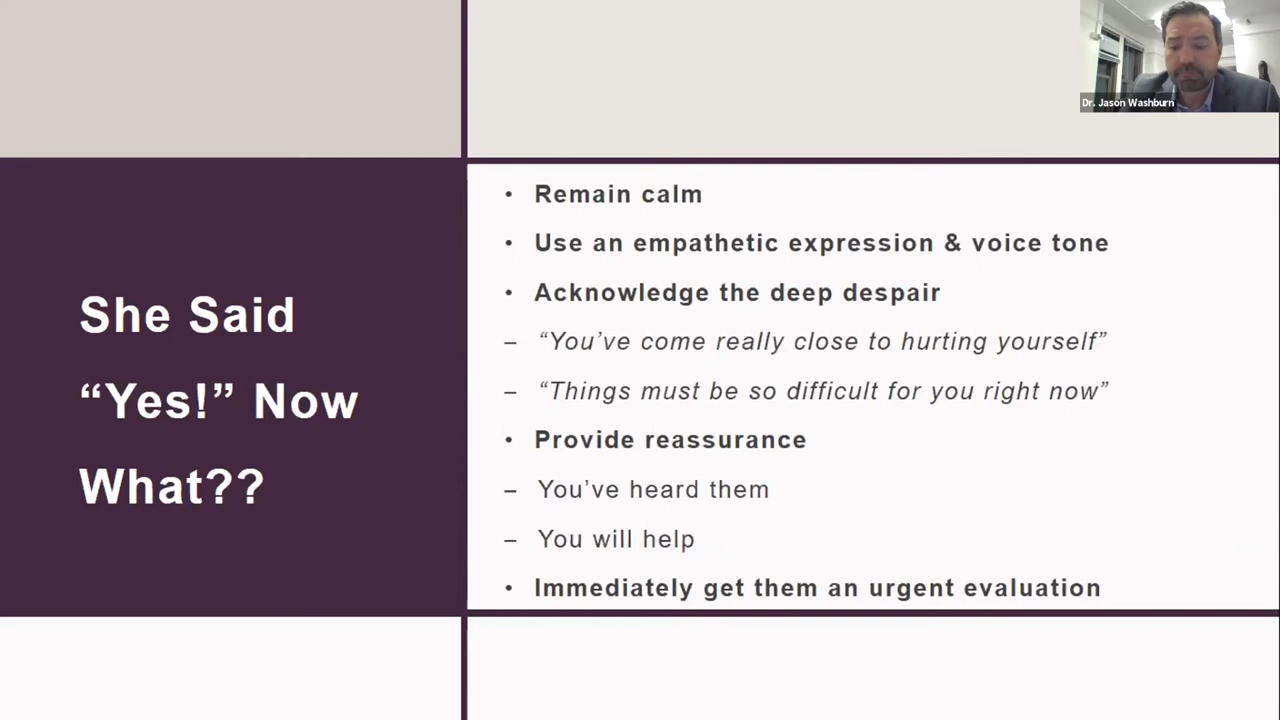 Dr. Jason Washburn
She Said
“Yes!” Now
What??
• Remain calm
• Use an empathetic expression & voice tone
• Acknowledge the deep despair
– “You’ve come really close to hurting yourself”
– “Things must be so difficult for you right now”
• Provide reassurance
– You’ve heard them
– You will help
• Immediately get them an urgent evaluation